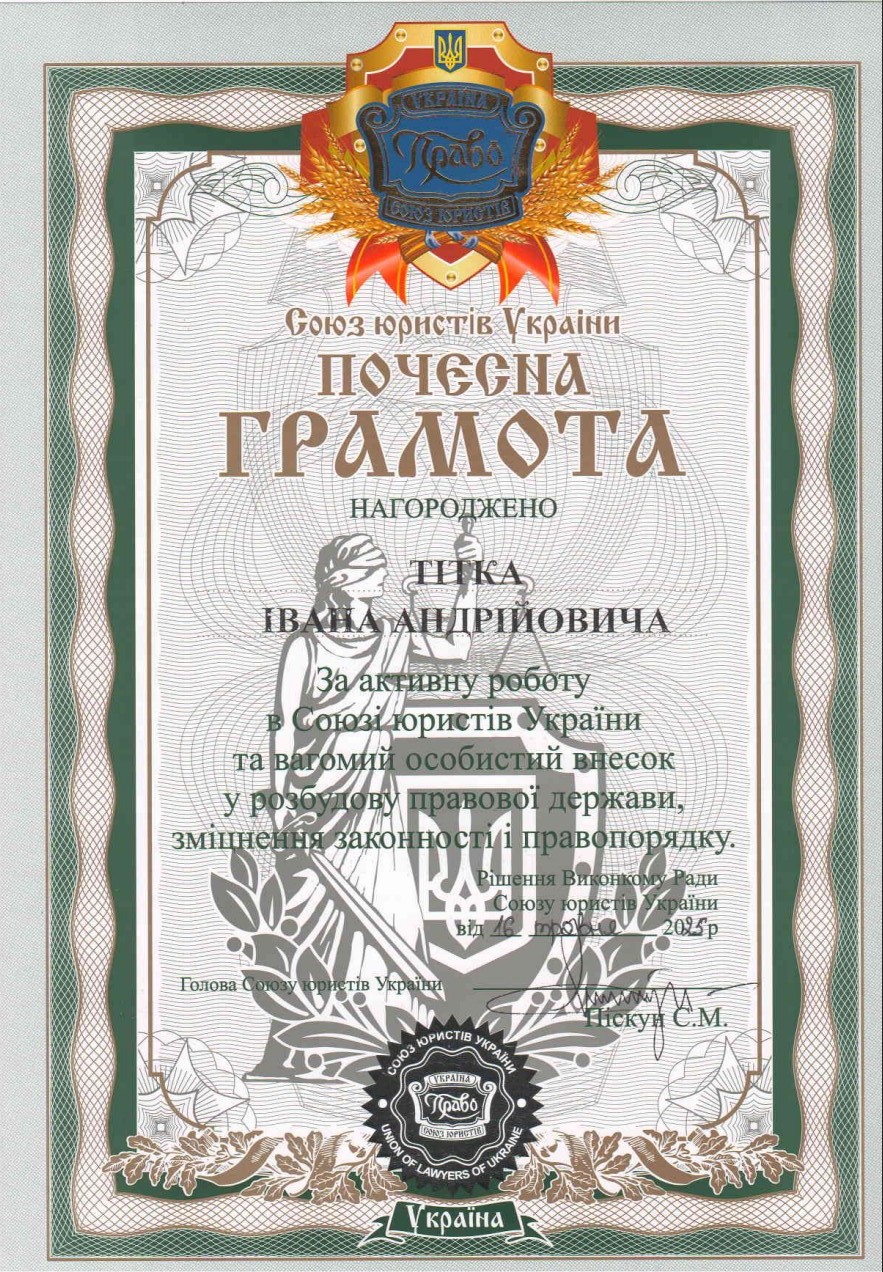 УКРАЇНА
Право
СОЮЗ ЮРИСТІВ
Союз юристів України
ПОЧЕСНА
ГРАМОТА
НАГОРОДЖЕНО
ТІТКА
ІВАНА АНДРІЙОВИЧА
За активну роботу
в Союзі юристів України
та вагомий особистий внесок
у розбудову правової держави,
зміцнення законності і правопорядку.
Рішення Виконкому Ради
Союзу юристів України
від 16 травня 2025р
Голова Союзу юристів України
Піскун С.М.
СОЮЗ ЮРИСТІВ УКРАЇНИ
УКРАЇНА
Право
СОЮЗ ЮРИСТІВ
UNION OF LAWYERS OF UKRAINE
Україна